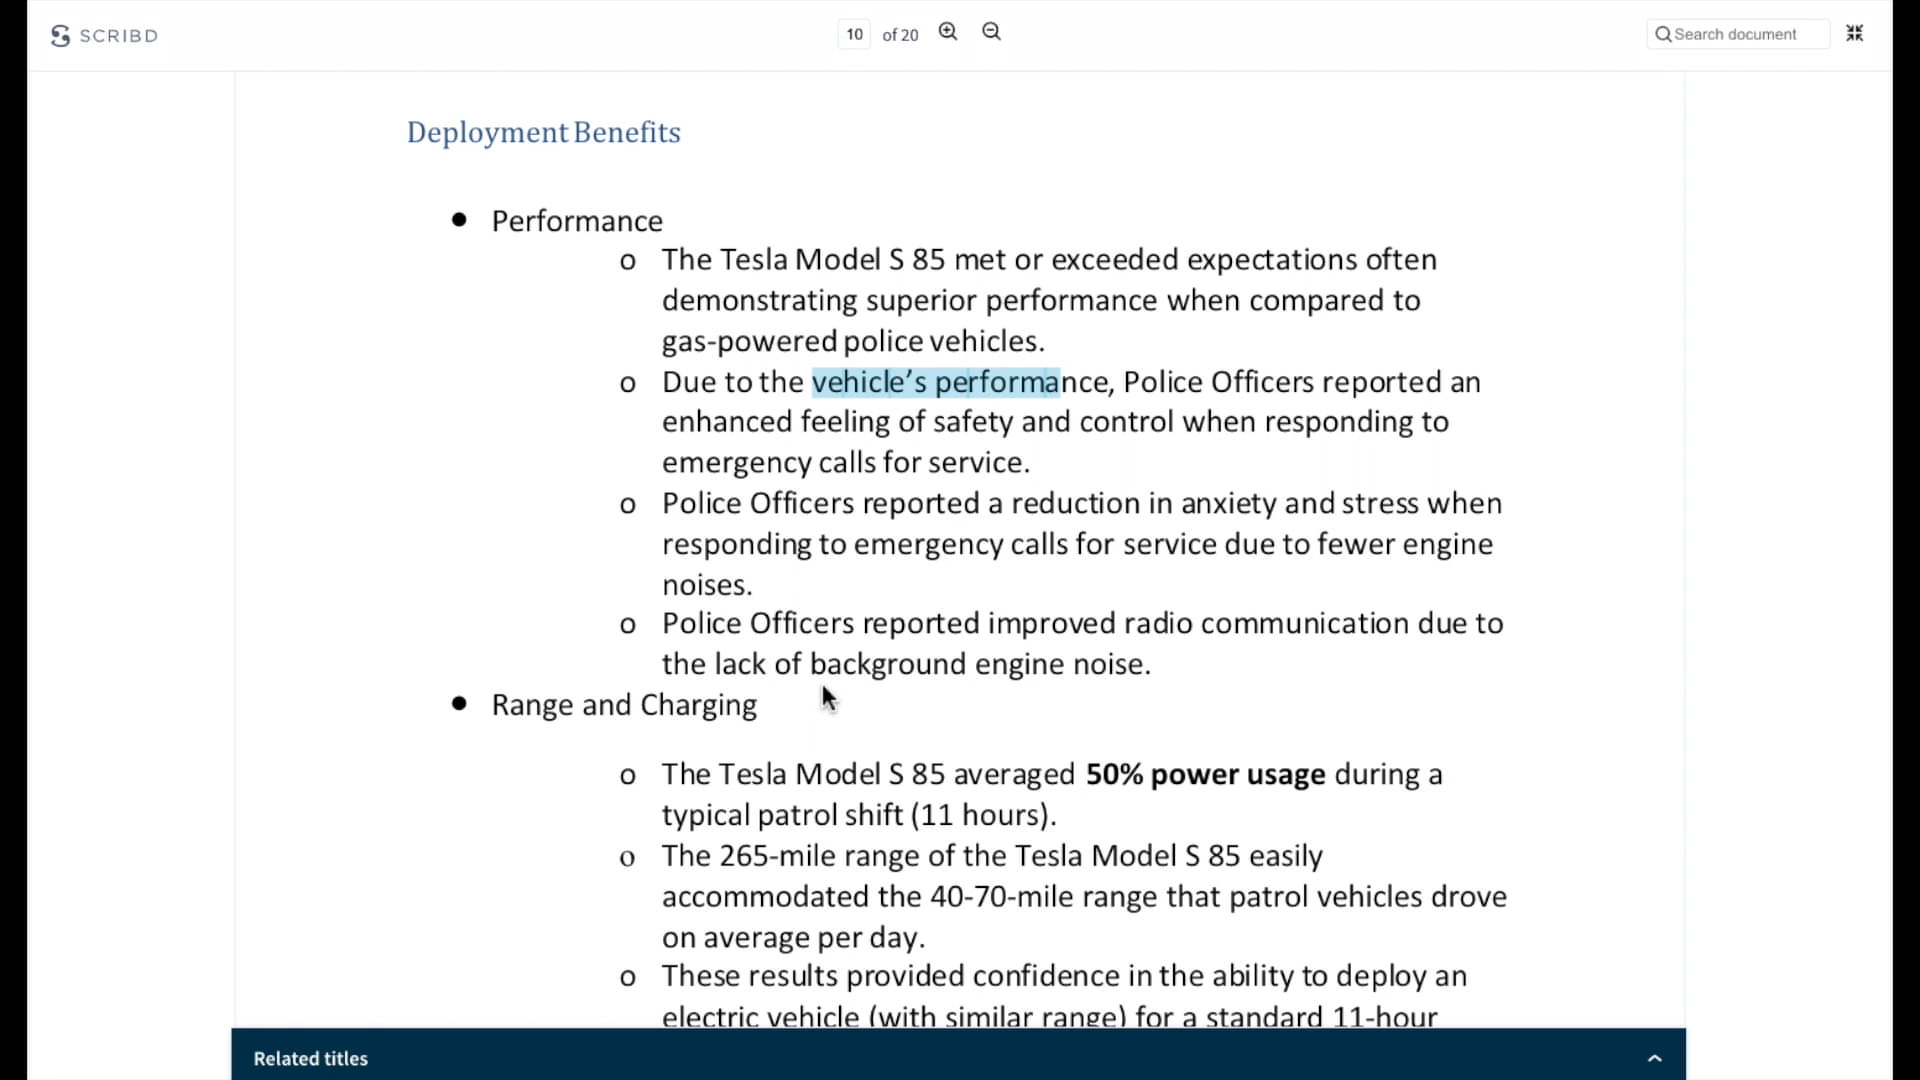 SCRIBD
10 of 20
Search document
Deployment Benefits
• Performance
o The Tesla Model S 85 met or exceeded expectations often
demonstrating superior performance when compared to
gas-powered police vehicles.
o Due to the vehicle’s performance, Police Officers reported an
enhanced feeling of safety and control when responding to
emergency calls for service.
o Police Officers reported a reduction in anxiety and stress when
responding to emergency calls for service due to fewer engine
noises.
o Police Officers reported improved radio communication due to
the lack of background engine noise.
• Range and Charging
o The Tesla Model S 85 averaged 50% power usage during a
typical patrol shift (11 hours).
o The 265-mile range of the Tesla Model S 85 easily
accommodated the 40-70-mile range that patrol vehicles drove
on average per day.
o These results provided confidence in the ability to deploy an
electric vehicle (with similar range) for a standard 11-hour
Related titles